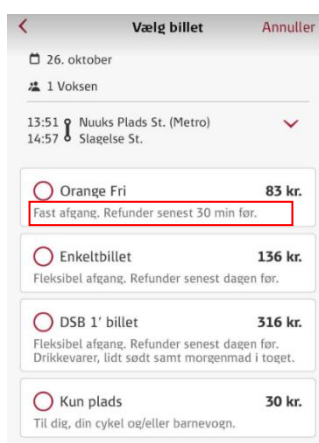 Vælg billet
Annuller
26. oktober
1 Voksen
13:51 Nuuks Plads St. (Metro)
14:57 Slagelse St.
Orange Fri 83 kr.
Fast afgang. Refunder senest 30 min før.
Enkeltbillet 136 kr.
Fleksibel afgang. Refunder senest dagen før.
DSB 1' billet 316 kr.
Fleksibel afgang. Refunder senest dagen før.
Drikkevarer, lidt sødt samt morgenmad i toget.
Kun plads 30 kr.
Til dig, din cykel og/eller barnevogn.